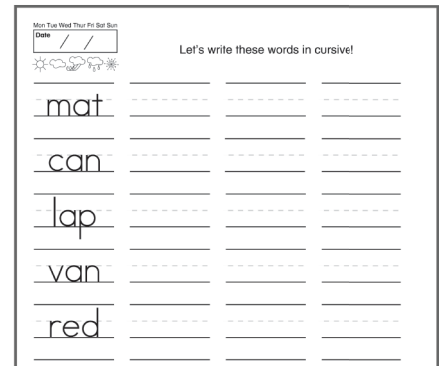 Mon Tue Wed Thur Fri Sat Sun
Date / /
Let's write these words in cursive!
mat
can
lap
van
red